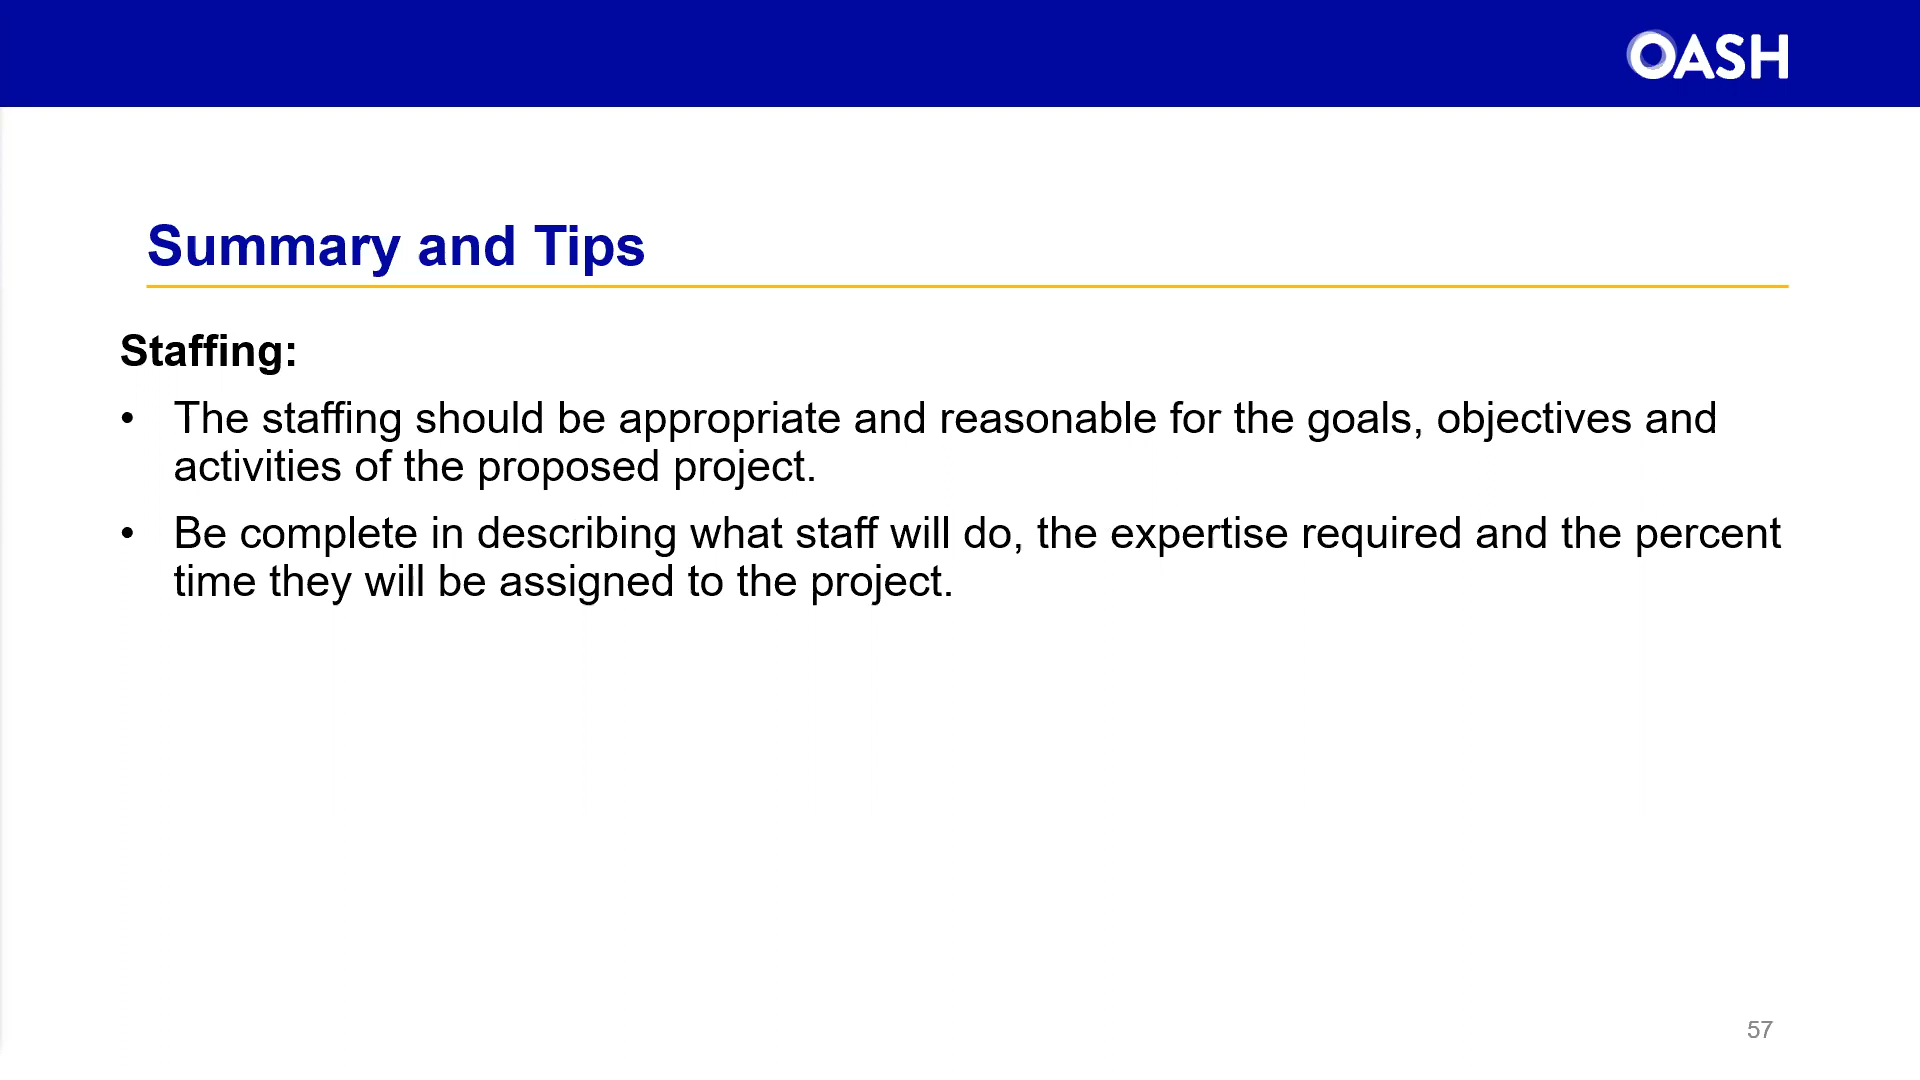 OASH
Summary and Tips
Staffing:
• The staffing should be appropriate and reasonable for the goals, objectives and
activities of the proposed project.
• Be complete in describing what staff will do, the expertise required and the percent
time they will be assigned to the project.
57